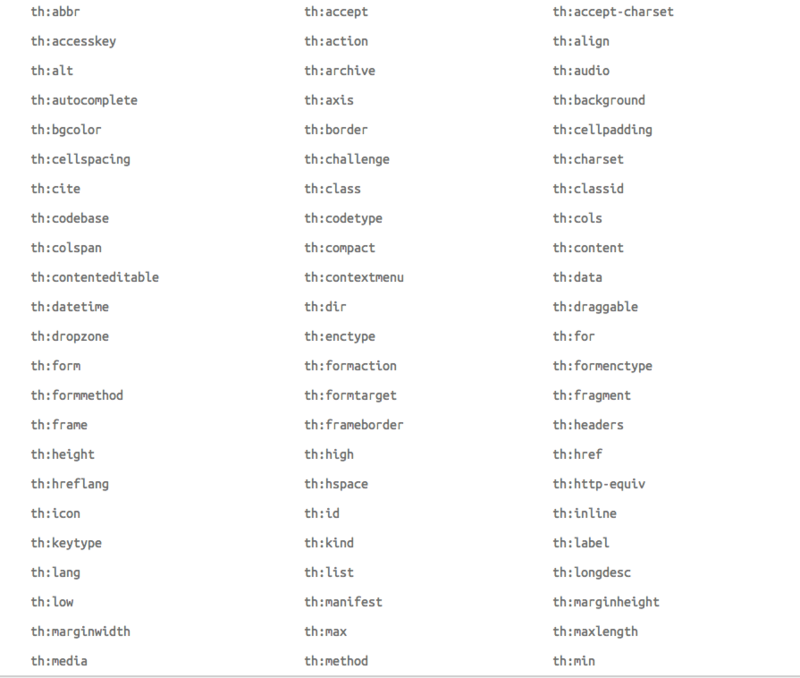 th:abbr th:accept th:accept-charset
th:accesskey th:action th:align
th:alt th:archive th:audio
th:autocomplete th:axis th:background
th:bgcolor th:border th:cellpadding
th:cellspacing th:challenge th:charset
th:cite th:class th:classid
th:codebase th:codetype th:cols
th:colspan th:compact th:content
th:contenteditable th:contextmenu th:data
th:datetime th:dir th:draggable
th:dropzone th:enctype th:for
th:form th:formaction th:formenctype
th:formmethod th:formtarget th:fragment
th:frame th:frameborder th:headers
th:height th:high th:href
th:hreflang th:hspace th:http-equiv
th:icon th:id th:inline
th:keytype th:kind th:label
th:lang th:list th:longdesc
th:low th:manifest th:marginheight
th:marginwidth th:max th:maxlength
th:media th:method th:min